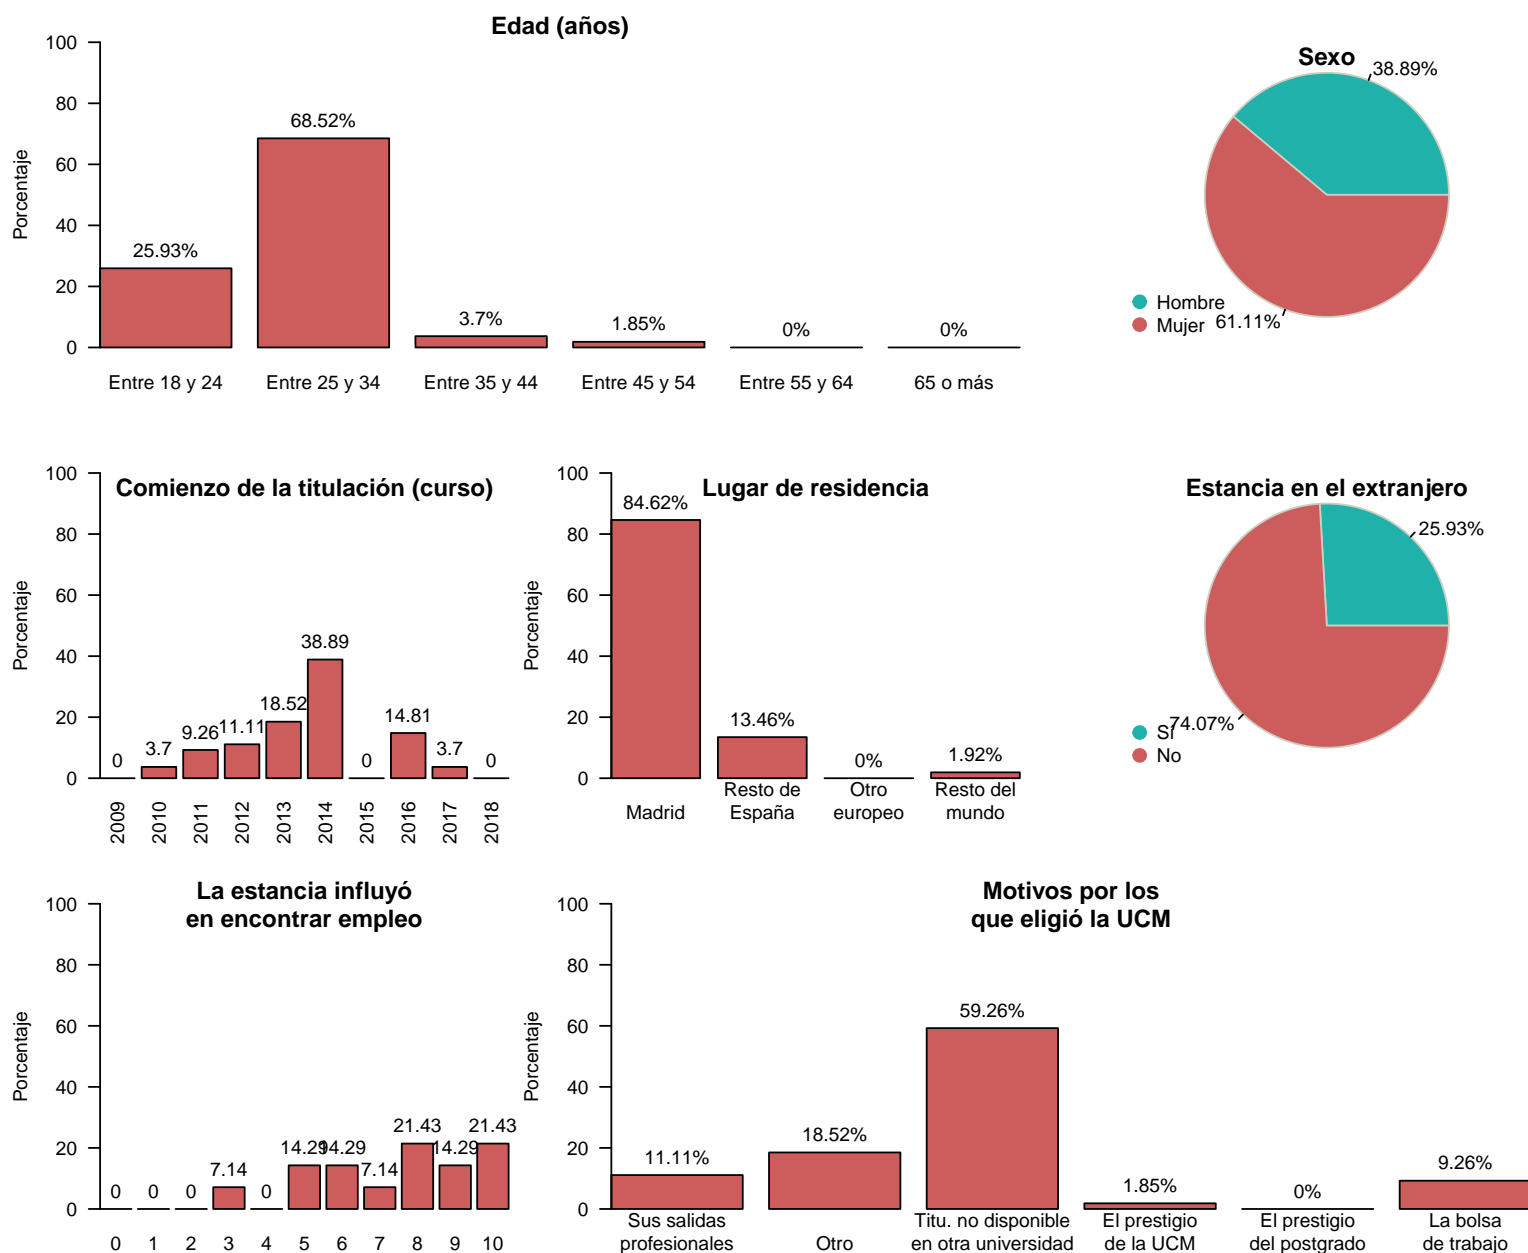 Edad (años)
Porcentaje
100
80
60
40
20
0
25.93%
68.52%
3.7%
1.85%
0%
0%
Entre 18 y 24
Entre 25 y 34
Entre 35 y 44
Entre 45 y 54
Entre 55 y 64
65 o más
Sexo
38.89%
61.11%
Hombre
Mujer
Comienzo de la titulación (curso)
Porcentaje
100
80
60
40
20
0
0
3.7
9.26
11.11
18.52
38.89
0
14.81
3.7
0
2009
2010
2011
2012
2013
2014
2015
2016
2017
2018
Lugar de residencia
Porcentaje
100
80
60
40
20
0
84.62%
13.46%
0%
1.92%
Madrid
Resto de
España
Otro
europeo
Resto del
mundo
Estancia en el extranjero
25.93%
74.07%
Sí
No
La estancia influyó
en encontrar empleo
Porcentaje
100
80
60
40
20
0
0
0
0
7.14
0
14.29
14.29
7.14
21.43
14.29
21.43
0
1
2
3
4
5
6
7
8
9
10
Motivos por los
que eligió la UCM
Porcentaje
100
80
60
40
20
0
11.11%
18.52%
59.26%
1.85%
0%
9.26%
Sus salidas
profesionales
Otro
Titu. no disponible
en otra universidad
El prestigio
de la UCM
El prestigio
del postgrado
La bolsa
de trabajo